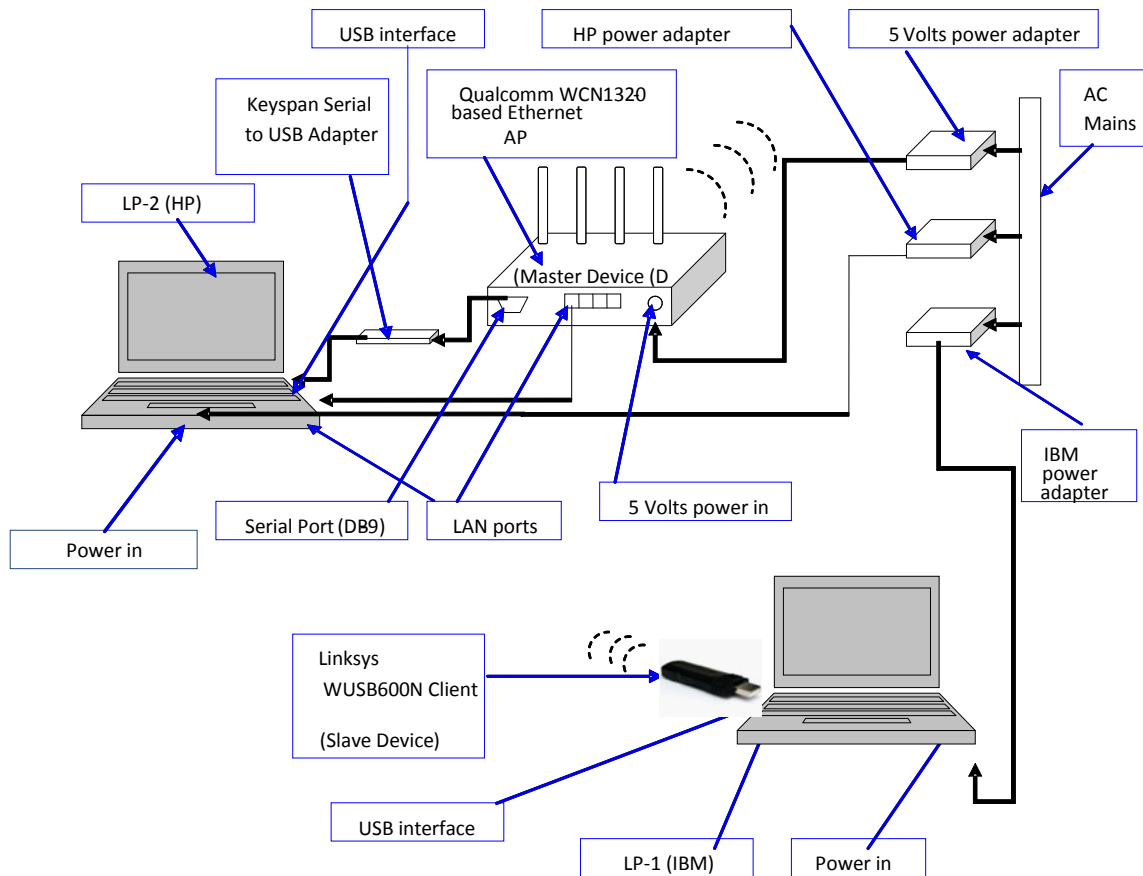 USB interface
HP power adapter
5 Volts power adapter
Keyspan Serial
to USB Adapter
Qualcomm WCN1320
based Ethernet
AP
AC
Mains
LP-2 (HP)
(Master Device (D
IBM
power
adapter
Serial Port (DB9)
LAN ports
5 Volts power in
Power in
Linksys
WUSB600N Client
(Slave Device)
USB interface
LP-1 (IBM)
Power in